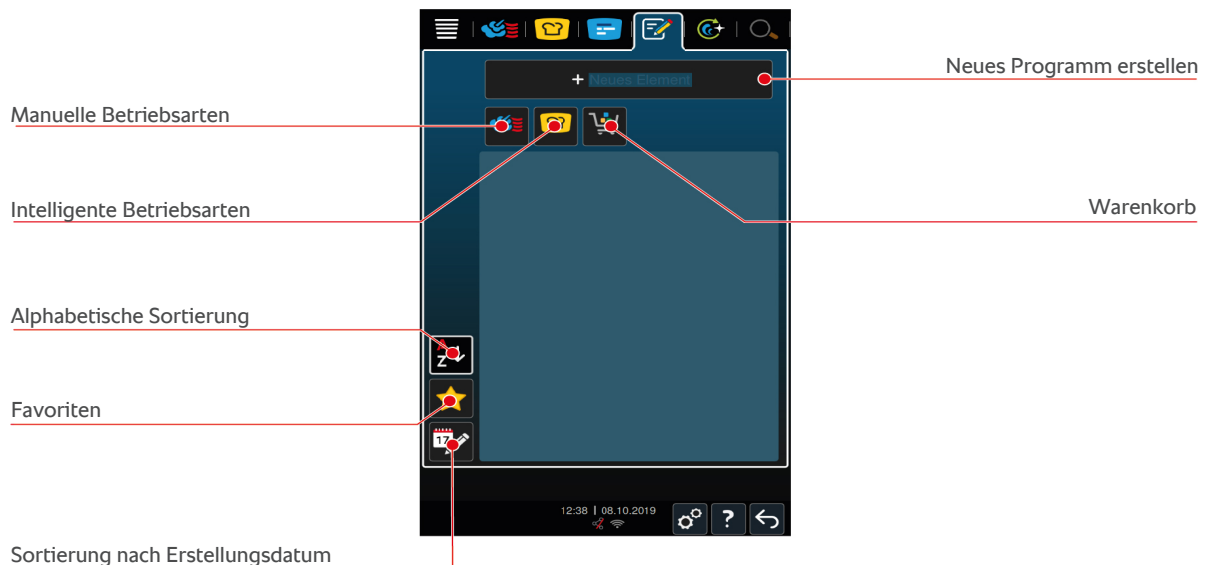 Neues Programm erstellen
+ Neues Element
Manuelle Betriebsarten
Intelligente Betriebsarten
Warenkorb
Alphabetische Sortierung
A
Z
Favoriten
17
12:38 | 08.10.2019
?
Sortierung nach Erstellungsdatum